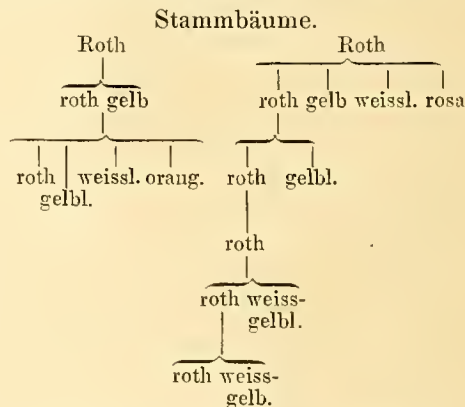 Stammbäume.
Roth Roth
roth gelb roth gelb weissl. rosa
roth weissl. orang. roth gelbl.
gelbl.
roth
roth weiss-
gelbl.
roth weiss-
gelb.